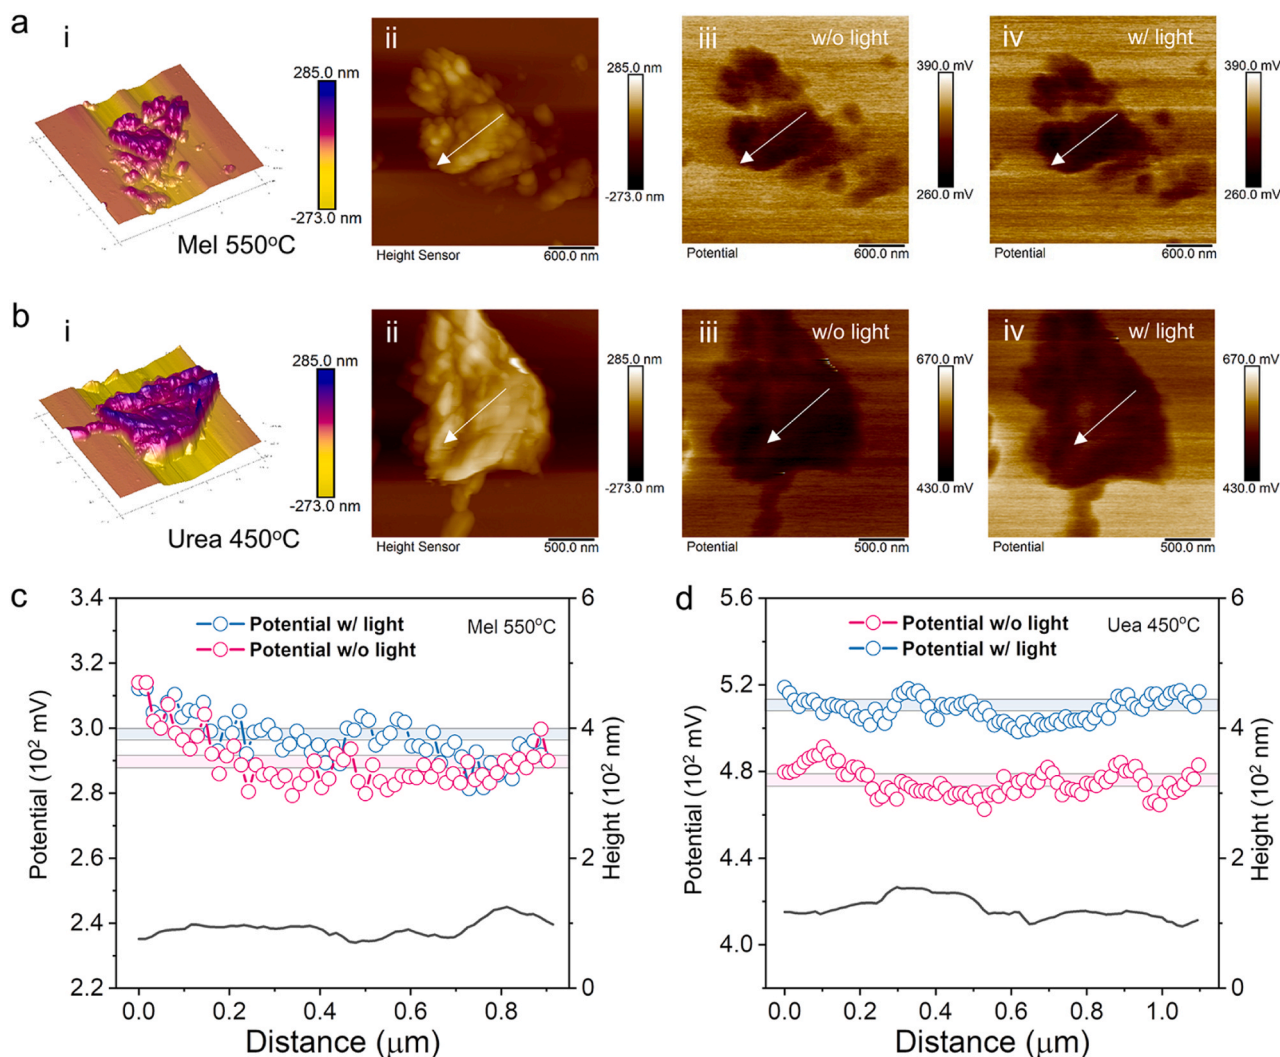 a
i
285.0 nm
-273.0 nm
Mel 550°C
ii
285.0 nm
-273.0 nm
Height Sensor
600.0 nm
iii
w/o light
390.0 mV
260.0 mV
Potential
600.0 nm
iv
w/ light
390.0 mV
260.0 mV
Potential
600.0 nm
b
i
285.0 nm
-273.0 nm
Urea 450°C
ii
285.0 nm
-273.0 nm
Height Sensor
500.0 nm
iii
w/o light
670.0 mV
430.0 mV
Potential
500.0 nm
iv
w/ light
670.0 mV
430.0 mV
Potential
500.0 nm
c
Potential w/ light
Potential w/o light
Mel 550°C
Potential (10² mV)
3.4
3.2
3.0
2.8
2.6
2.4
2.2
Height (10² nm)
6
4
2
0
0.0 0.2 0.4 0.6 0.8
Distance (μm)
d
Potential w/o light
Potential w/ light
Uea 450°C
Potential (10² mV)
5.6
5.2
4.8
4.4
4.0
Height (10² nm)
6
4
2
0
0.0 0.2 0.4 0.6 0.8 1.0
Distance (μm)